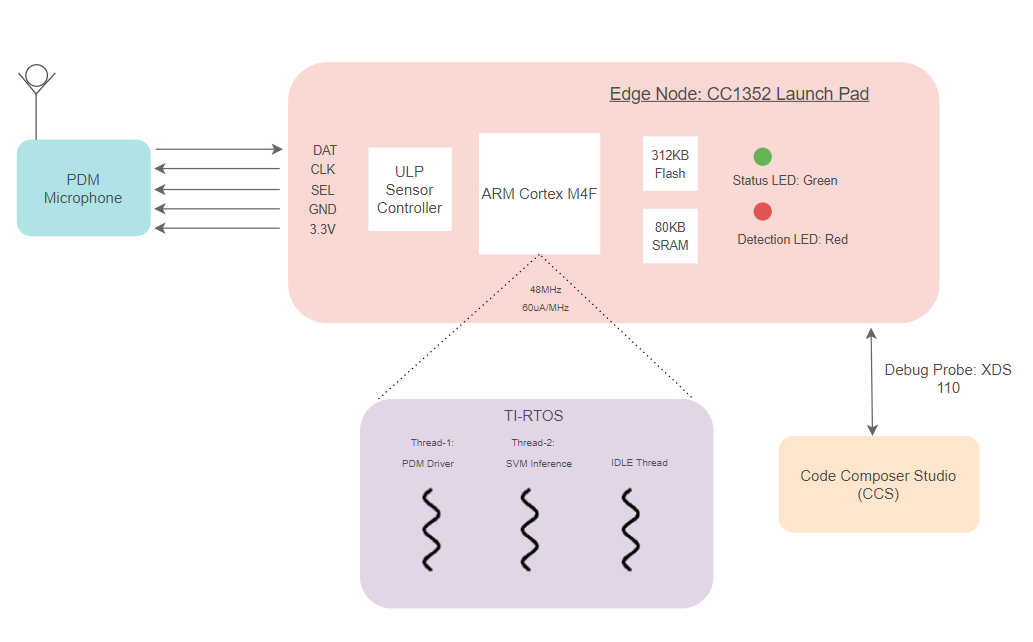 Edge Node: CC1352 Launch Pad
PDM
Microphone
DAT
CLK
SEL
GND
3.3V
ULP
Sensor
Controller
ARM Cortex M4F
312KB
Flash
80KB
SRAM
Status LED: Green
Detection LED: Red
48MHz
60uA/MHz
Debug Probe: XDS
110
TI-RTOS
Thread-1:
PDM Driver
Thread-2:
SVM Inference
IDLE Thread
Code Composer Studio
(CCS)